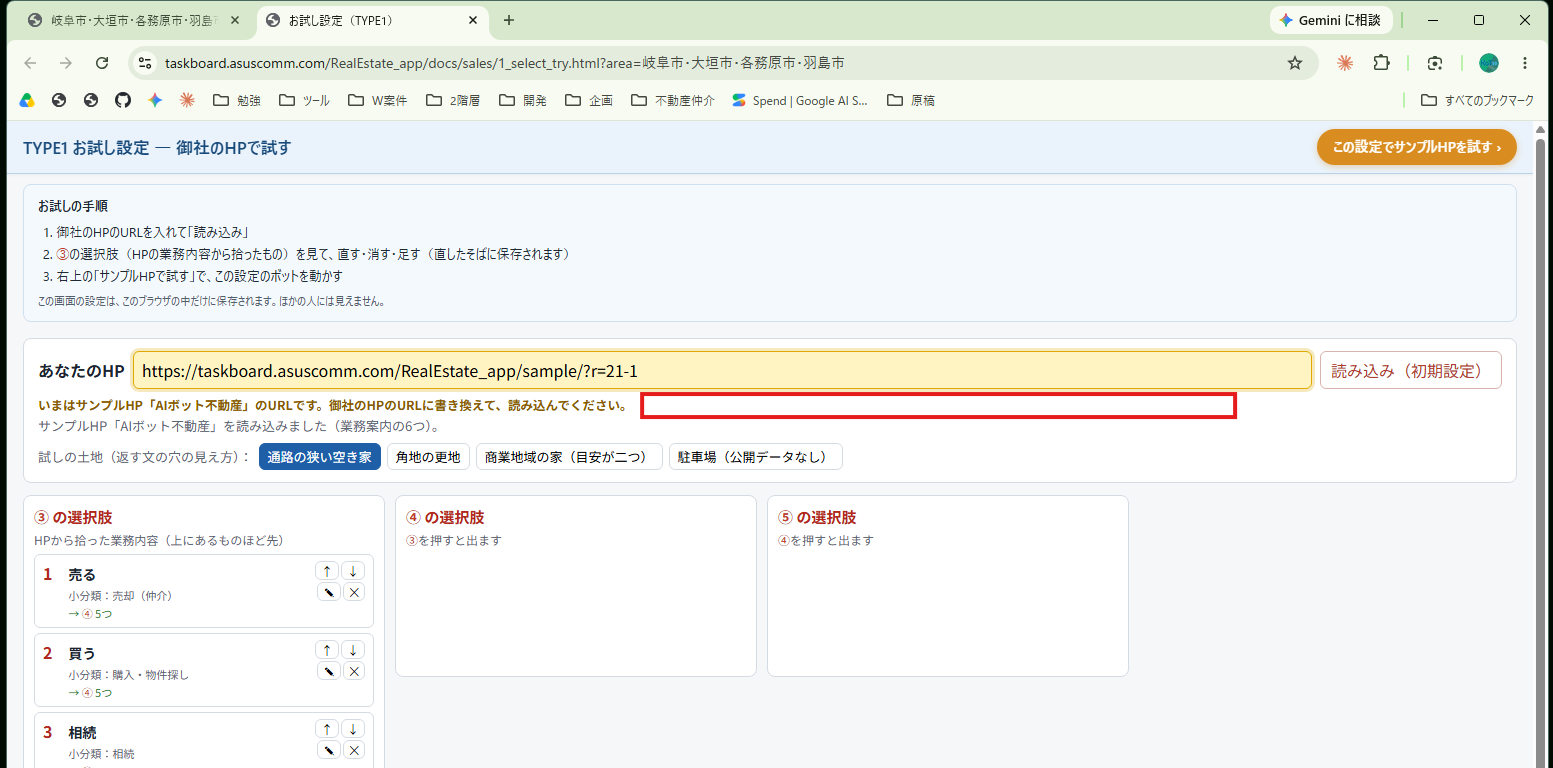 岐阜市・大垣市・各務原市・羽島市
お試し設定（TYPE1）
Gemini に相談
taskboard.asuscomm.com/RealEstate_app/docs/sales/1_select_try.html?area=岐阜市・大垣市・各務原市・羽島市
勉強
ツール
W案件
2階層
開発
企画
不動産仲介
Spend | Google AI S...
原稿
すべてのブックマーク
TYPE1 お試し設定 — 御社のHPで試す
この設定でサンプルHPを試す ›
お試しの手順
1. 御社のHPのURLを入れて「読み込み」
2. ③の選択肢（HPの業務内容から拾ったもの）を見て、直す・消す・足す（直したそばに保存されます）
3. 右上の「サンプルHPで試す」で、この設定のボットを動かす
この画面の設定は、このブラウザの中だけに保存されます。ほかの人には見えません。
あなたのHP
https://taskboard.asuscomm.com/RealEstate_app/sample/?r=21-1
読み込み（初期設定）
いまはサンプルHP「AIボット不動産」のURLです。御社のHPのURLに書き換えて、読み込んでください。
サンプルHP「AIボット不動産」を読み込みました（業務案内の6つ）。
試しの土地（返す文の穴の見え方）：
通路の狭い空き家
角地の更地
商業地域の家（目安が二つ）
駐車場（公開データなし）
③ の選択肢
HPから拾った業務内容（上にあるものほど先）
1 売る
小分類：売却（仲介）
→ ④ 5つ
2 買う
小分類：購入・物件探し
→ ④ 5つ
3 相続
小分類：相続
④ の選択肢
③を押すと出ます
⑤ の選択肢
④を押すと出ます